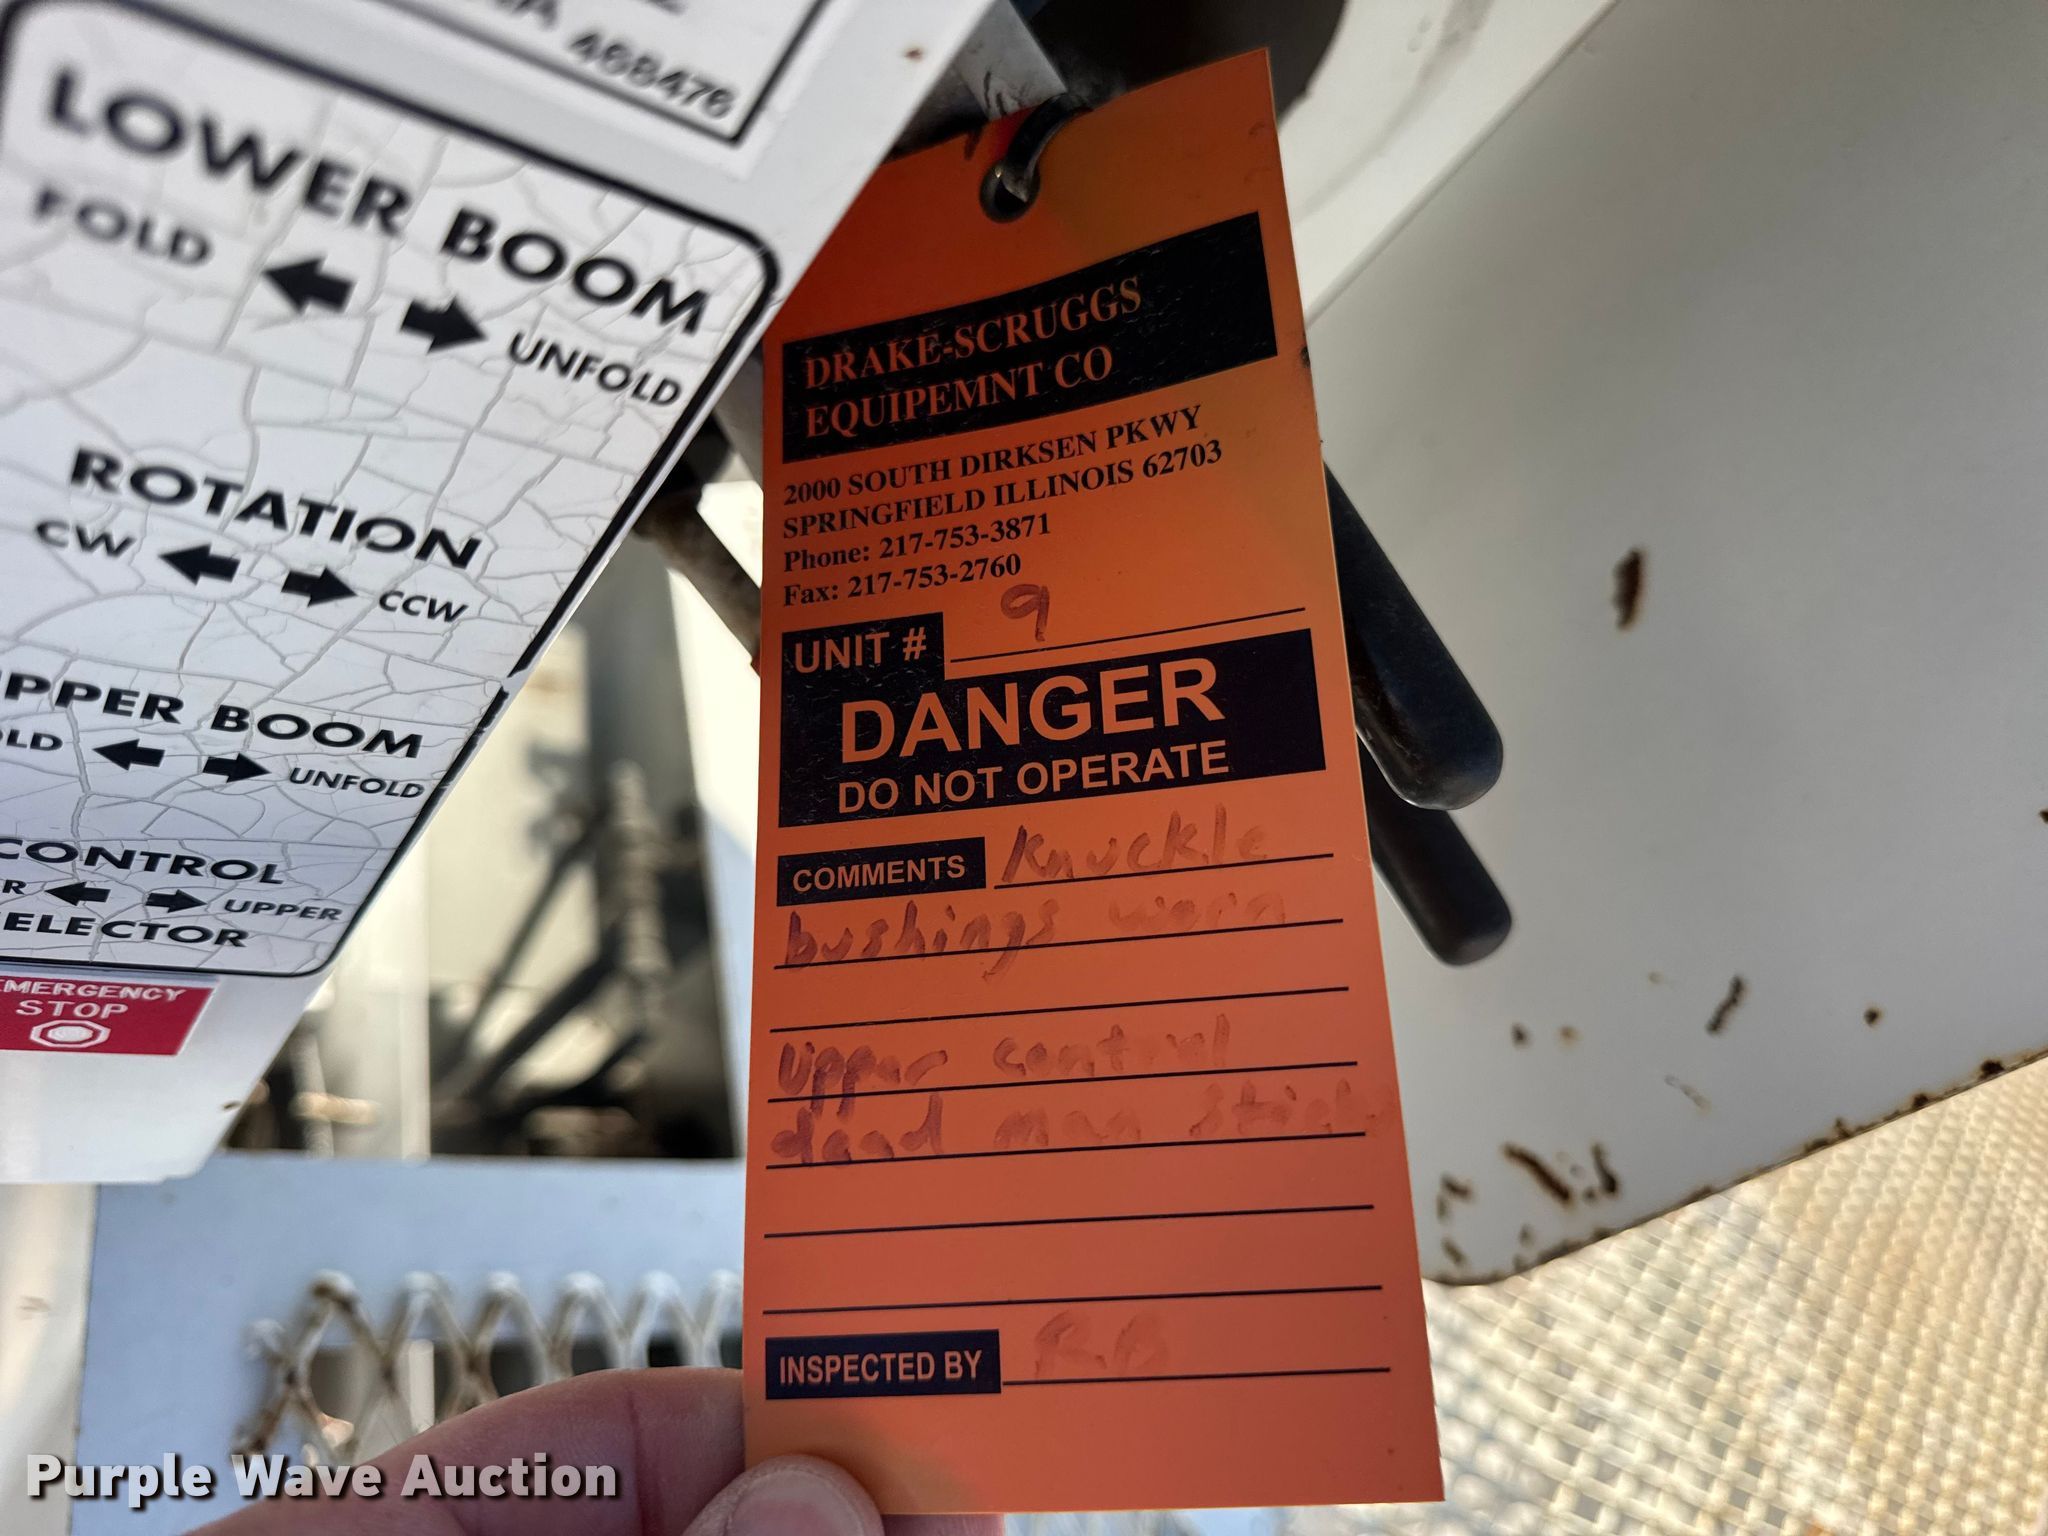 468476
LOWER BOOM
FOLD
UNFOLD
ROTATION
CW
CCW
PPER BOOM
OLD
UNFOLD
CONTROL
R
UPPER
ELECTOR
EMERGENCY
STOP
DRAKE-SCRUGGS
EQUIPEMNT CO
2000 SOUTH DIRKSEN PKWY
SPRINGFIELD ILLINOIS 62703
Phone: 217-753-3871
Fax: 217-753-2760
UNIT # 9
DANGER
DO NOT OPERATE
COMMENTS Knuckle
bushings worn
Upper control
dead man sticks
INSPECTED BY RB
Purple Wave Auction